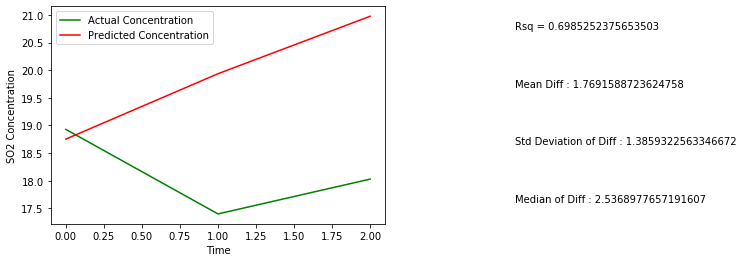 Actual Concentration
Predicted Concentration
21.0
20.5
20.0
19.5
19.0
18.5
18.0
17.5
SO2 Concentration
0.00 0.25 0.50 0.75 1.00 1.25 1.50 1.75 2.00
Time
Rsq = 0.6985252375653503
Mean Diff : 1.7691588723624758
Std Deviation of Diff : 1.3859322563346672
Median of Diff : 2.5368977657191607